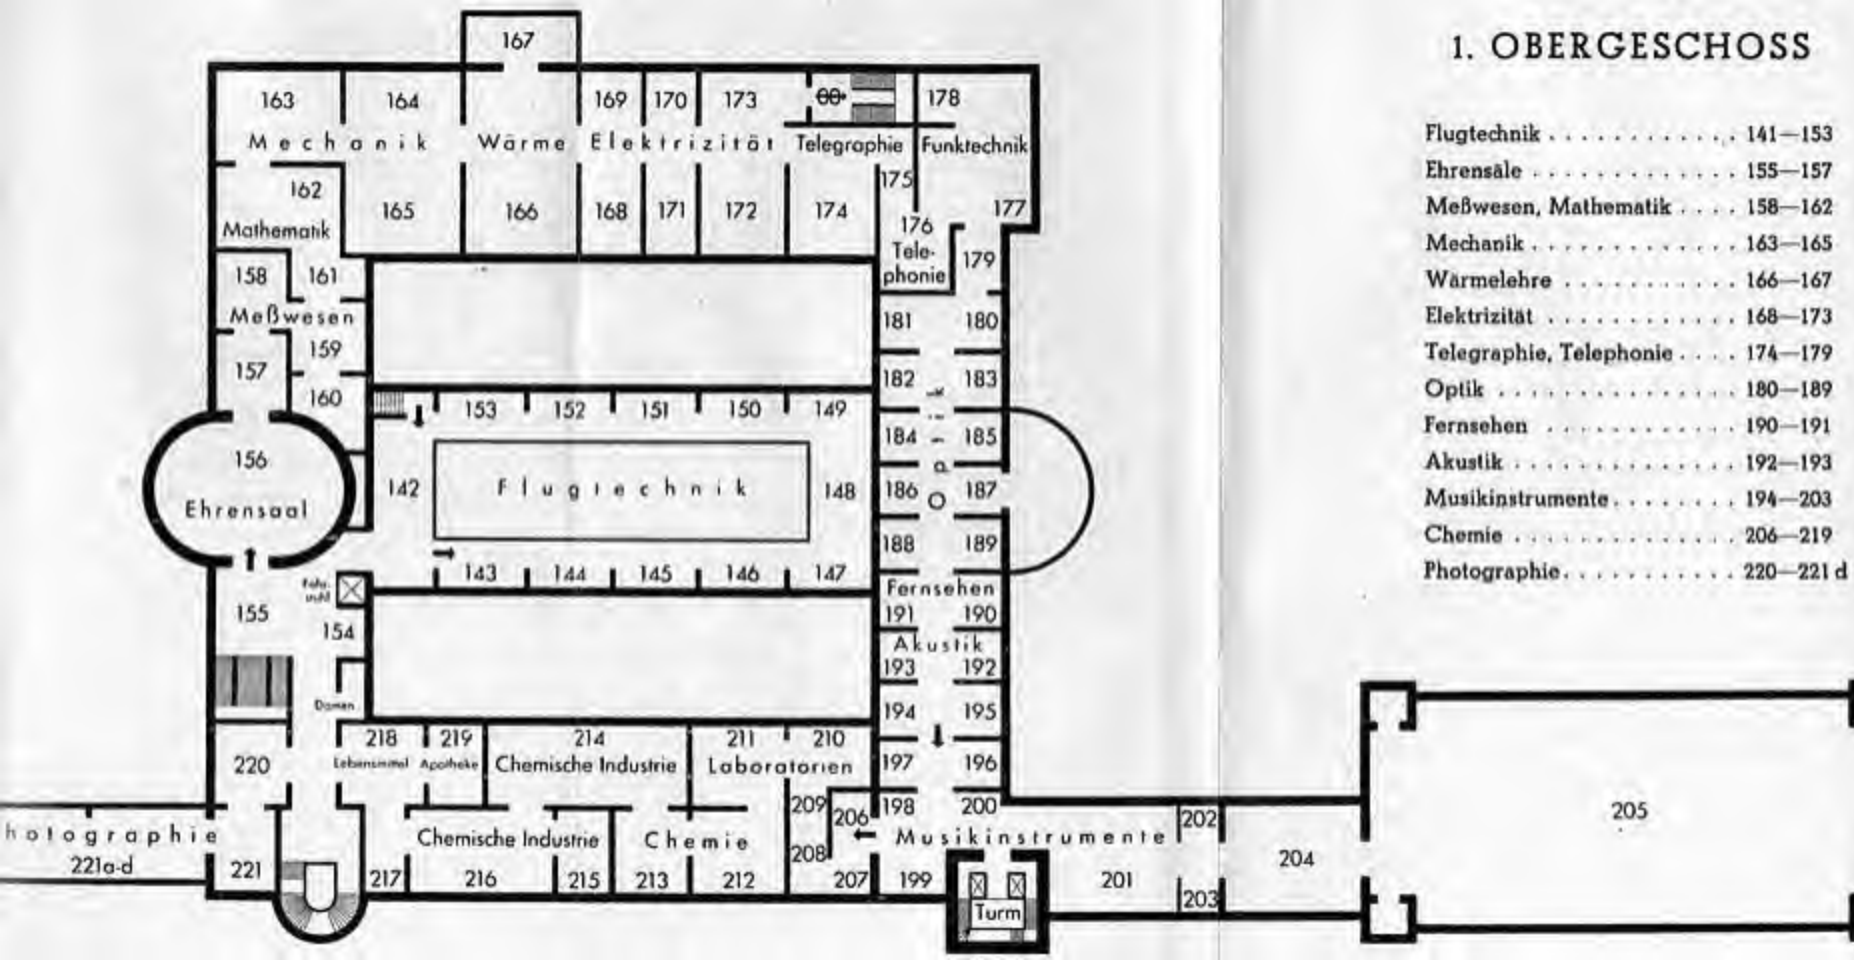 1. OBERGESCHOSS
Flugtechnik . . . . . . . . . . . . 141—153
Ehrensäle . . . . . . . . . . . . . 155—157
Meßwesen, Mathematik . . . . 158—162
Mechanik . . . . . . . . . . . . . 163—165
Wärmelehre . . . . . . . . . . . 166—167
Elektrizität . . . . . . . . . . . . 168—173
Telegraphie, Telephonie . . . . 174—179
Optik . . . . . . . . . . . . . . . 180—189
Fernsehen . . . . . . . . . . . . 190—191
Akustik . . . . . . . . . . . . . . 192—193
Musikinstrumente . . . . . . . . 194—203
Chemie . . . . . . . . . . . . . . 206—219
Photographie . . . . . . . . . . . 220—221 d
167
163 164 169 170 173 178
Mechanik Wärme Elektrizität Telegraphie Funktechnik
162 175
165 166 168 171 172 174 177
Mathematik 176
Tele-
phonie
179
158 161
Meßwesen 181 180
159
157 182 183
160 153 152 151 150 149
184 185
156
142 Flugtechnik 148 186 187
Optik
Ehrensaal
188 189
143 144 145 146 147
Fahr-
stuhl
Fernsehen
155 191 190
154 Akustik
193 192
Damen
194 195
218 219 214 211 210
220 Lebensmittel Apotheke Chemische Industrie Laboratorien 197 196
209 206 198 200 202
hotographie Chemische Industrie Chemie Musikinstrumente 205
221a-d 221 208 204
217 216 215 213 212 207 199 201 203
Turm